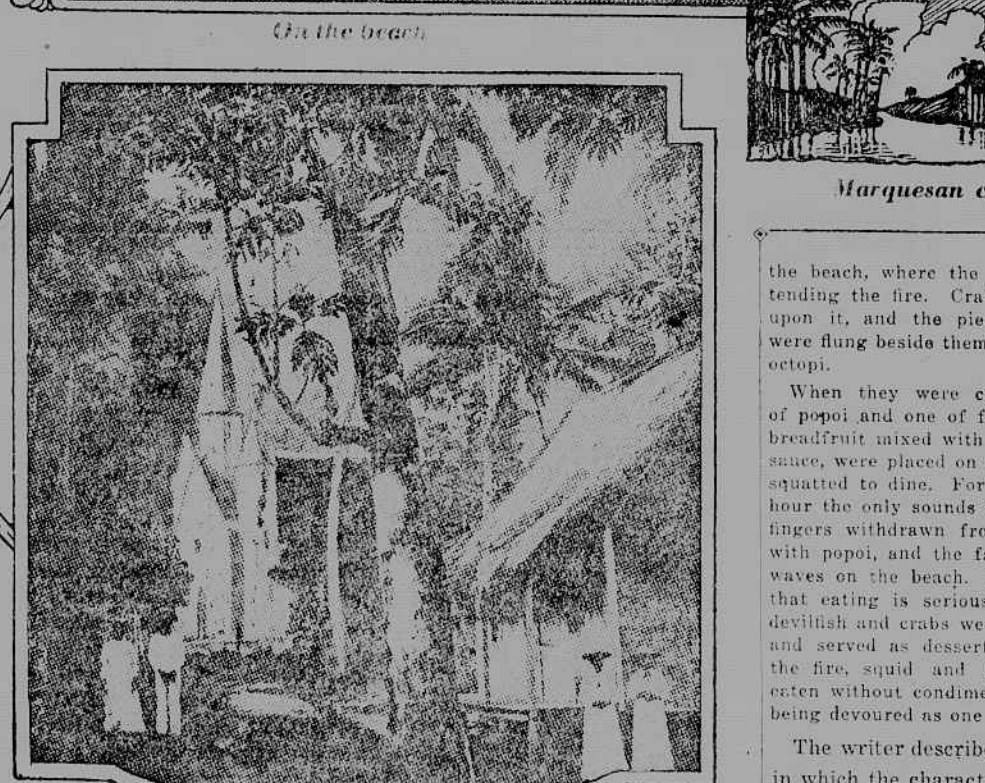 On the beach
Marquesan
the beach, where the
tending the fire. Cra
upon it, and the pie
were flung beside them
octopi.
When they were c
of popoi and one of f
breadfruit mixed with
sauce, were placed on
squatted to dine. For
hour the only sounds
fingers withdrawn fro
with popoi, and the fa
waves on the beach.
that eating is serious
devilfish and crabs we
and served as dessert
the fire, squid and
eaten without condime
being devoured as one
The writer describe
in which the charact